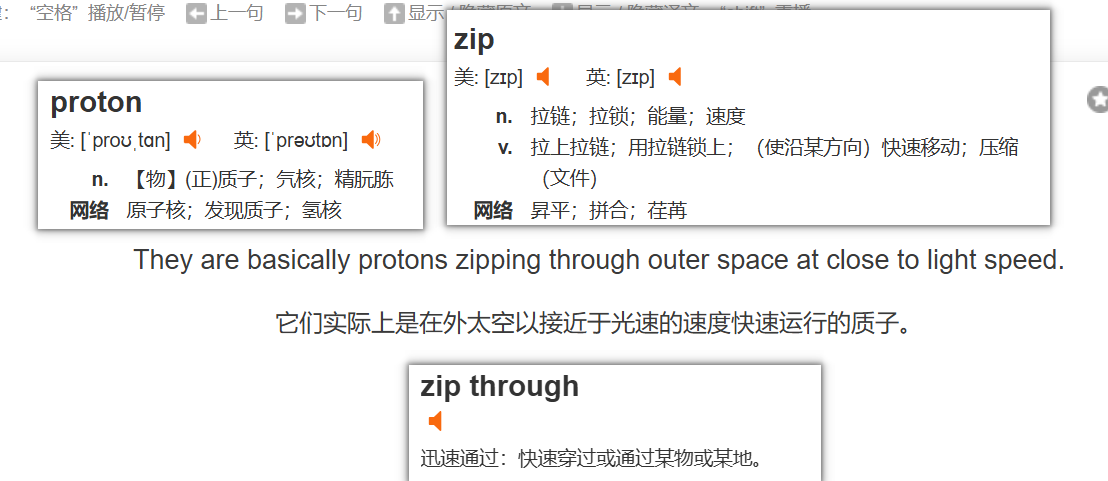 “空格” 播放/暂停 上一句 下一句 显示
zip
美: [zɪp] 英: [zɪp]
n. 拉链；拉锁；能量；速度
v. 拉上拉链；用拉链锁上；（使沿某方向）快速移动；压缩
（文件）
网络 昇平；拼合；荏苒
proton
美: [ˈproʊˌtɑn] 英: [ˈprəʊtɒn]
n. 【物】(正)质子；氕核；精朊胨
网络 原子核；发现质子；氢核
They are basically protons zipping through outer space at close to light speed.
它们实际上是在外太空以接近于光速的速度快速运行的质子。
zip through
迅速通过：快速穿过或通过某物或某地。